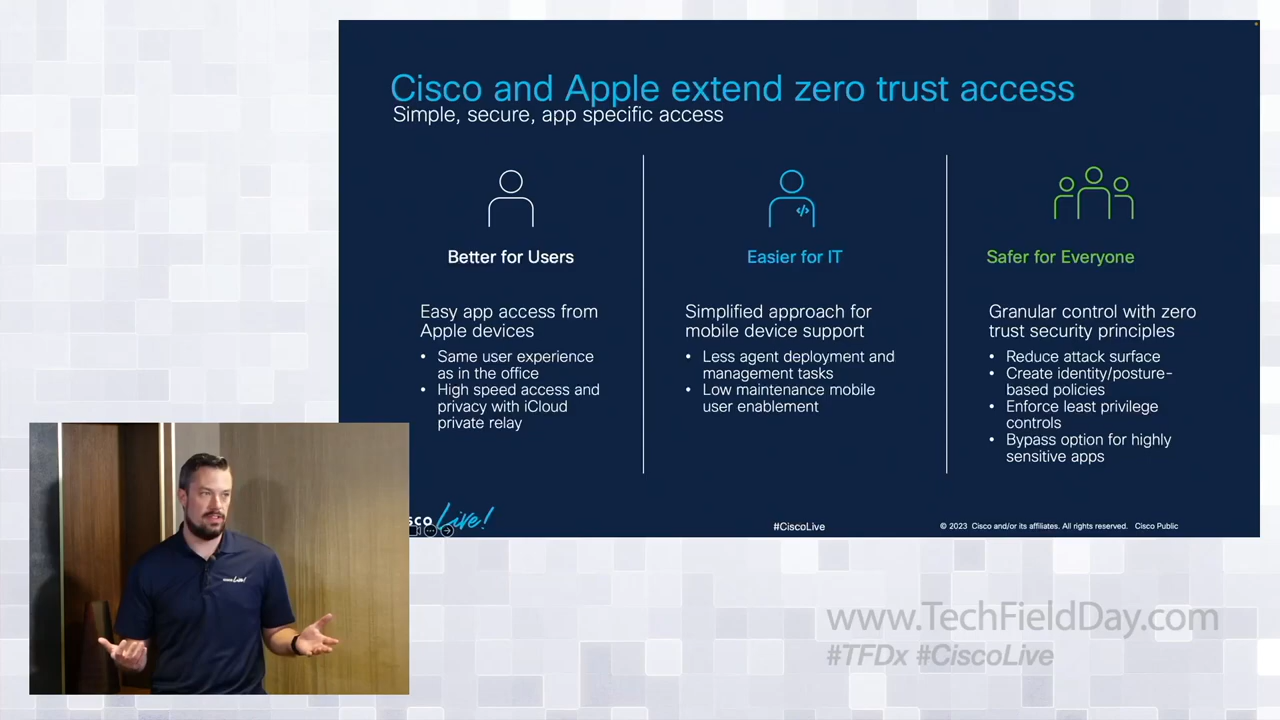 Cisco and Apple extend zero trust access
Simple, secure, app specific access
Better for Users
Easy app access from
Apple devices
• Same user experience
as in the office
• High speed access and
privacy with iCloud
private relay
Easier for IT
Simplified approach for
mobile device support
• Less agent deployment and
management tasks
• Low maintenance mobile
user enablement
Safer for Everyone
Granular control with zero
trust security principles
• Reduce attack surface
• Create identity/posture-
based policies
• Enforce least privilege
controls
• Bypass option for highly
sensitive apps
sco Live!
#CiscoLive
© 2023 Cisco and/or its affiliates. All rights reserved. Cisco Public
Live!
www.TechFieldDay.com
#TFDx #CiscoLive